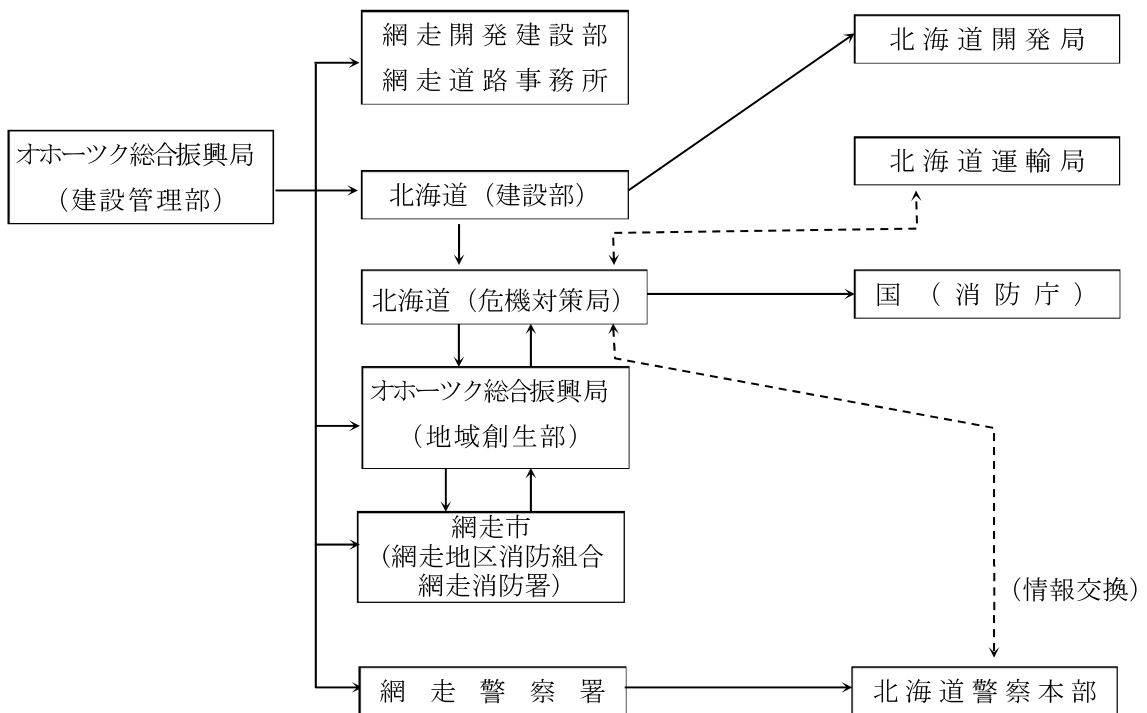 網走開発建設部
網走道路事務所
北海道開発局
オホーツク総合振興局
（建設管理部）
北海道運輸局
北海道（建設部）
北海道（危機対策局）
国（消防庁）
オホーツク総合振興局
（地域創生部）
網走市
（網走地区消防組合
網走消防署）
（情報交換）
網走警察署
北海道警察本部